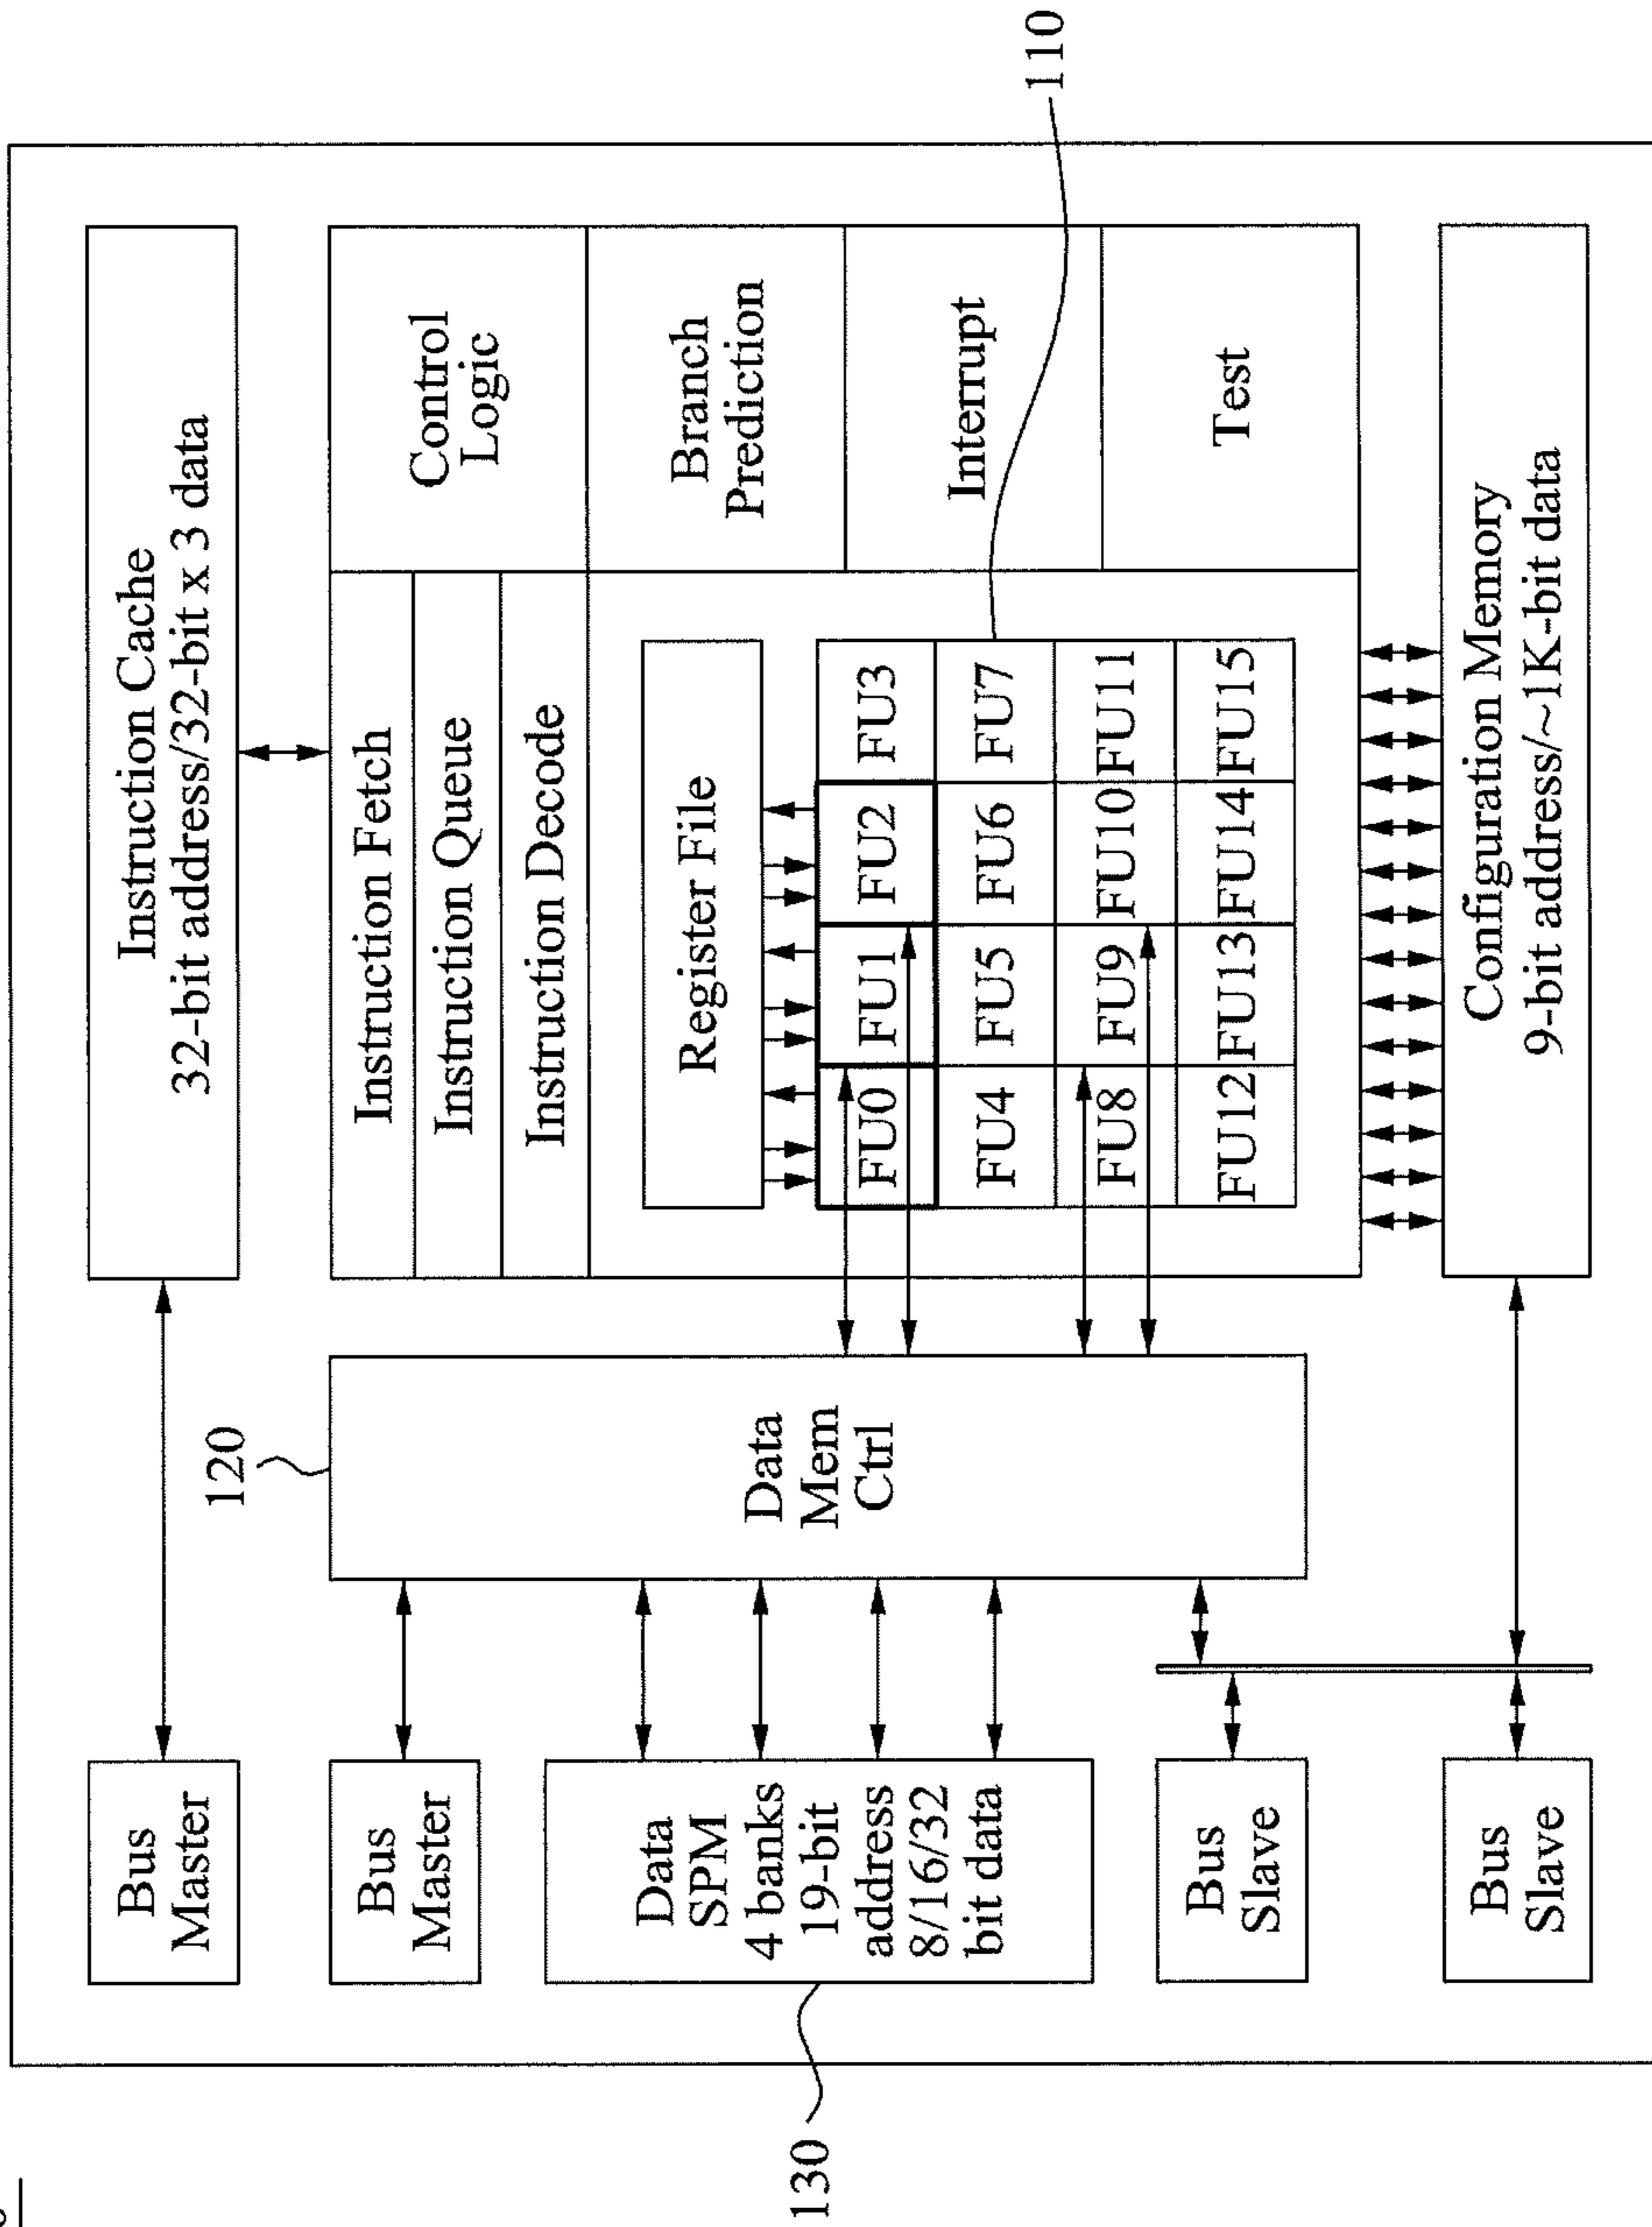 Bus
Master
Instruction Cache
32-bit address/32-bit x 3 data
120
Bus
Master
Data
Mem
Ctrl
Instruction Fetch
Instruction Queue
Instruction Decode
Control
Logic
Branch
Prediction
Interrupt
Test
Data
SPM
4 banks
19-bit
address
8/16/32
bit data
130
Register File
FU0 FU1 FU2 FU3
FU4 FU5 FU6 FU7
FU8 FU9 FU10 FU11
FU12 FU13 FU14 FU15
110
Bus
Slave
Bus
Slave
Configuration Memory
9-bit address/~1K-bit data